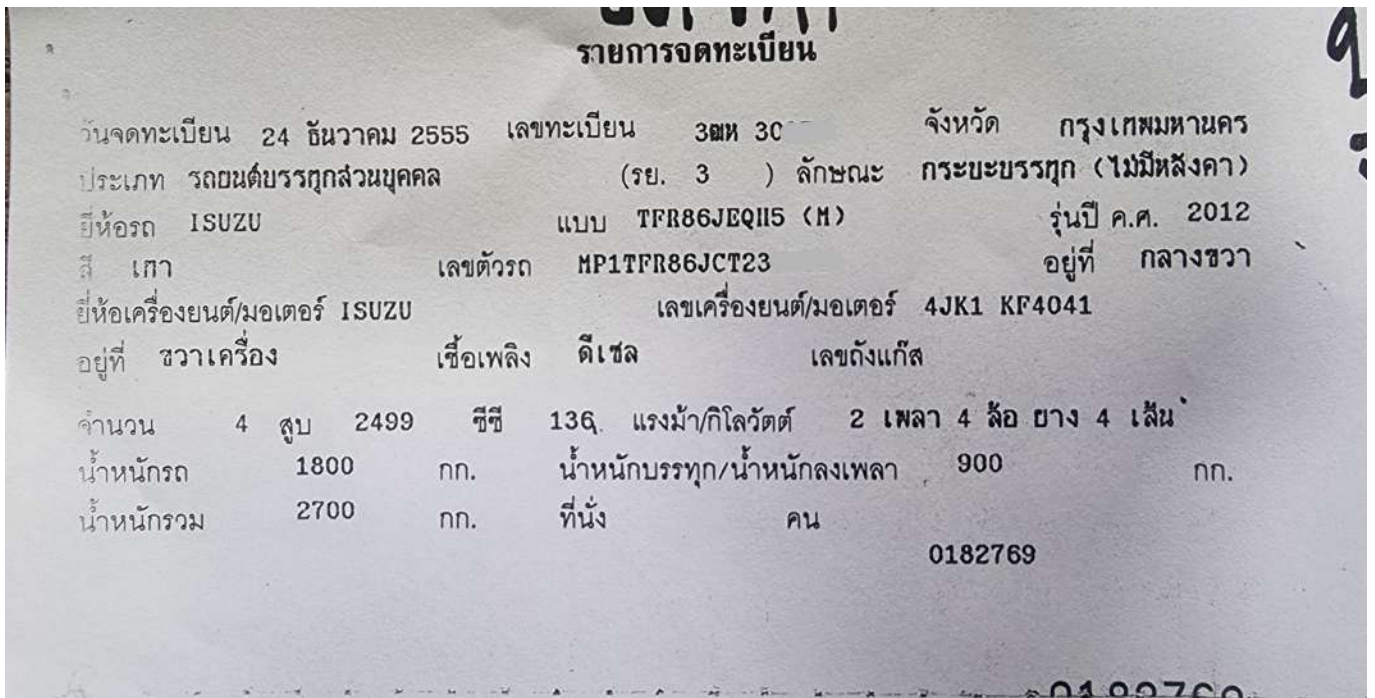 รายการจดทะเบียน
วันจดทะเบียน 24 ธันวาคม 2555 เลขทะเบียน 3ฒห 30 จังหวัด กรุงเทพมหานคร
ประเภท รถยนต์บรรทุกส่วนบุคคล (รย. 3 ) ลักษณะ กระบะบรรทุก (ไม่มีหลังคา)
ยี่ห้อรถ ISUZU แบบ TFR86JEQH5 (M) รุ่นปี ค.ศ. 2012
สี เทา เลขตัวรถ MP1TFR86JCT23 อยู่ที่ กลางขวา
ยี่ห้อเครื่องยนต์/มอเตอร์ ISUZU เลขเครื่องยนต์/มอเตอร์ 4JK1 KF4041
อยู่ที่ ขวาเครื่อง เชื้อเพลิง ดีเซล เลขถังแก๊ส
จำนวน 4 สูบ 2499 ซีซี 136 แรงม้า/กิโลวัตต์ 2 เพลา 4 ล้อ ยาง 4 เส้น
น้ำหนักรถ 1800 กก. น้ำหนักบรรทุก/น้ำหนักลงเพลา 900 กก.
น้ำหนักรวม 2700 กก. ที่นั่ง คน
0182769